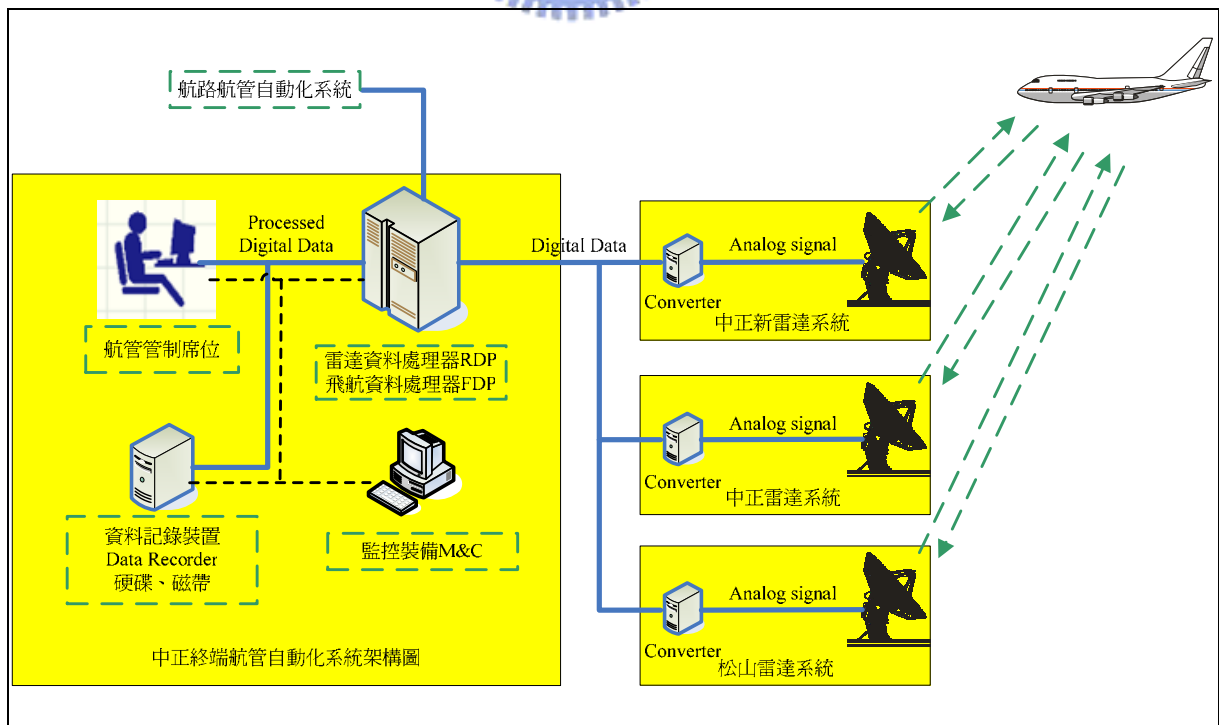 航路航管自動化系統
Processed
Digital Data
航管管制席位
雷達資料處理器RDP
飛航資料處理器FDP
資料記錄裝置
Data Recorder
硬碟、磁帶
監控裝備M&C
中正終端航管自動化系統架構圖
Digital Data
Analog signal
Converter
中正新雷達系統
Analog signal
Converter
中正雷達系統
Analog signal
Converter
松山雷達系統